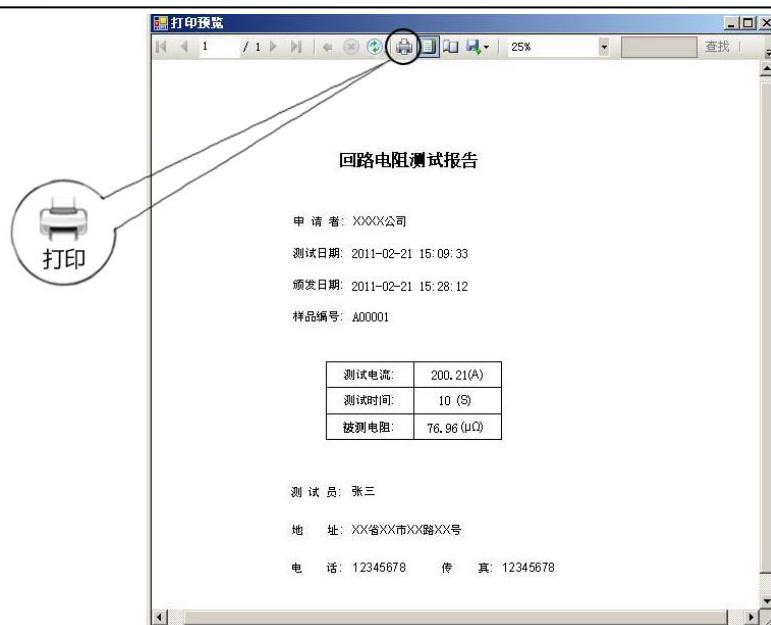 打印预览
1 / 1 25% 查找
回路电阻测试报告
打印
申 请 者: XXXX公司
测试日期: 2011-02-21 15:09:33
颁发日期: 2011-02-21 15:28:12
样品编号: A00001
测试电流: 200.21(A)
测试时间: 10 (S)
被测电阻: 76.96(μΩ)
测 试 员: 张三
地 址: XX省XX市XX路XX号
电 话: 12345678 传 真: 12345678